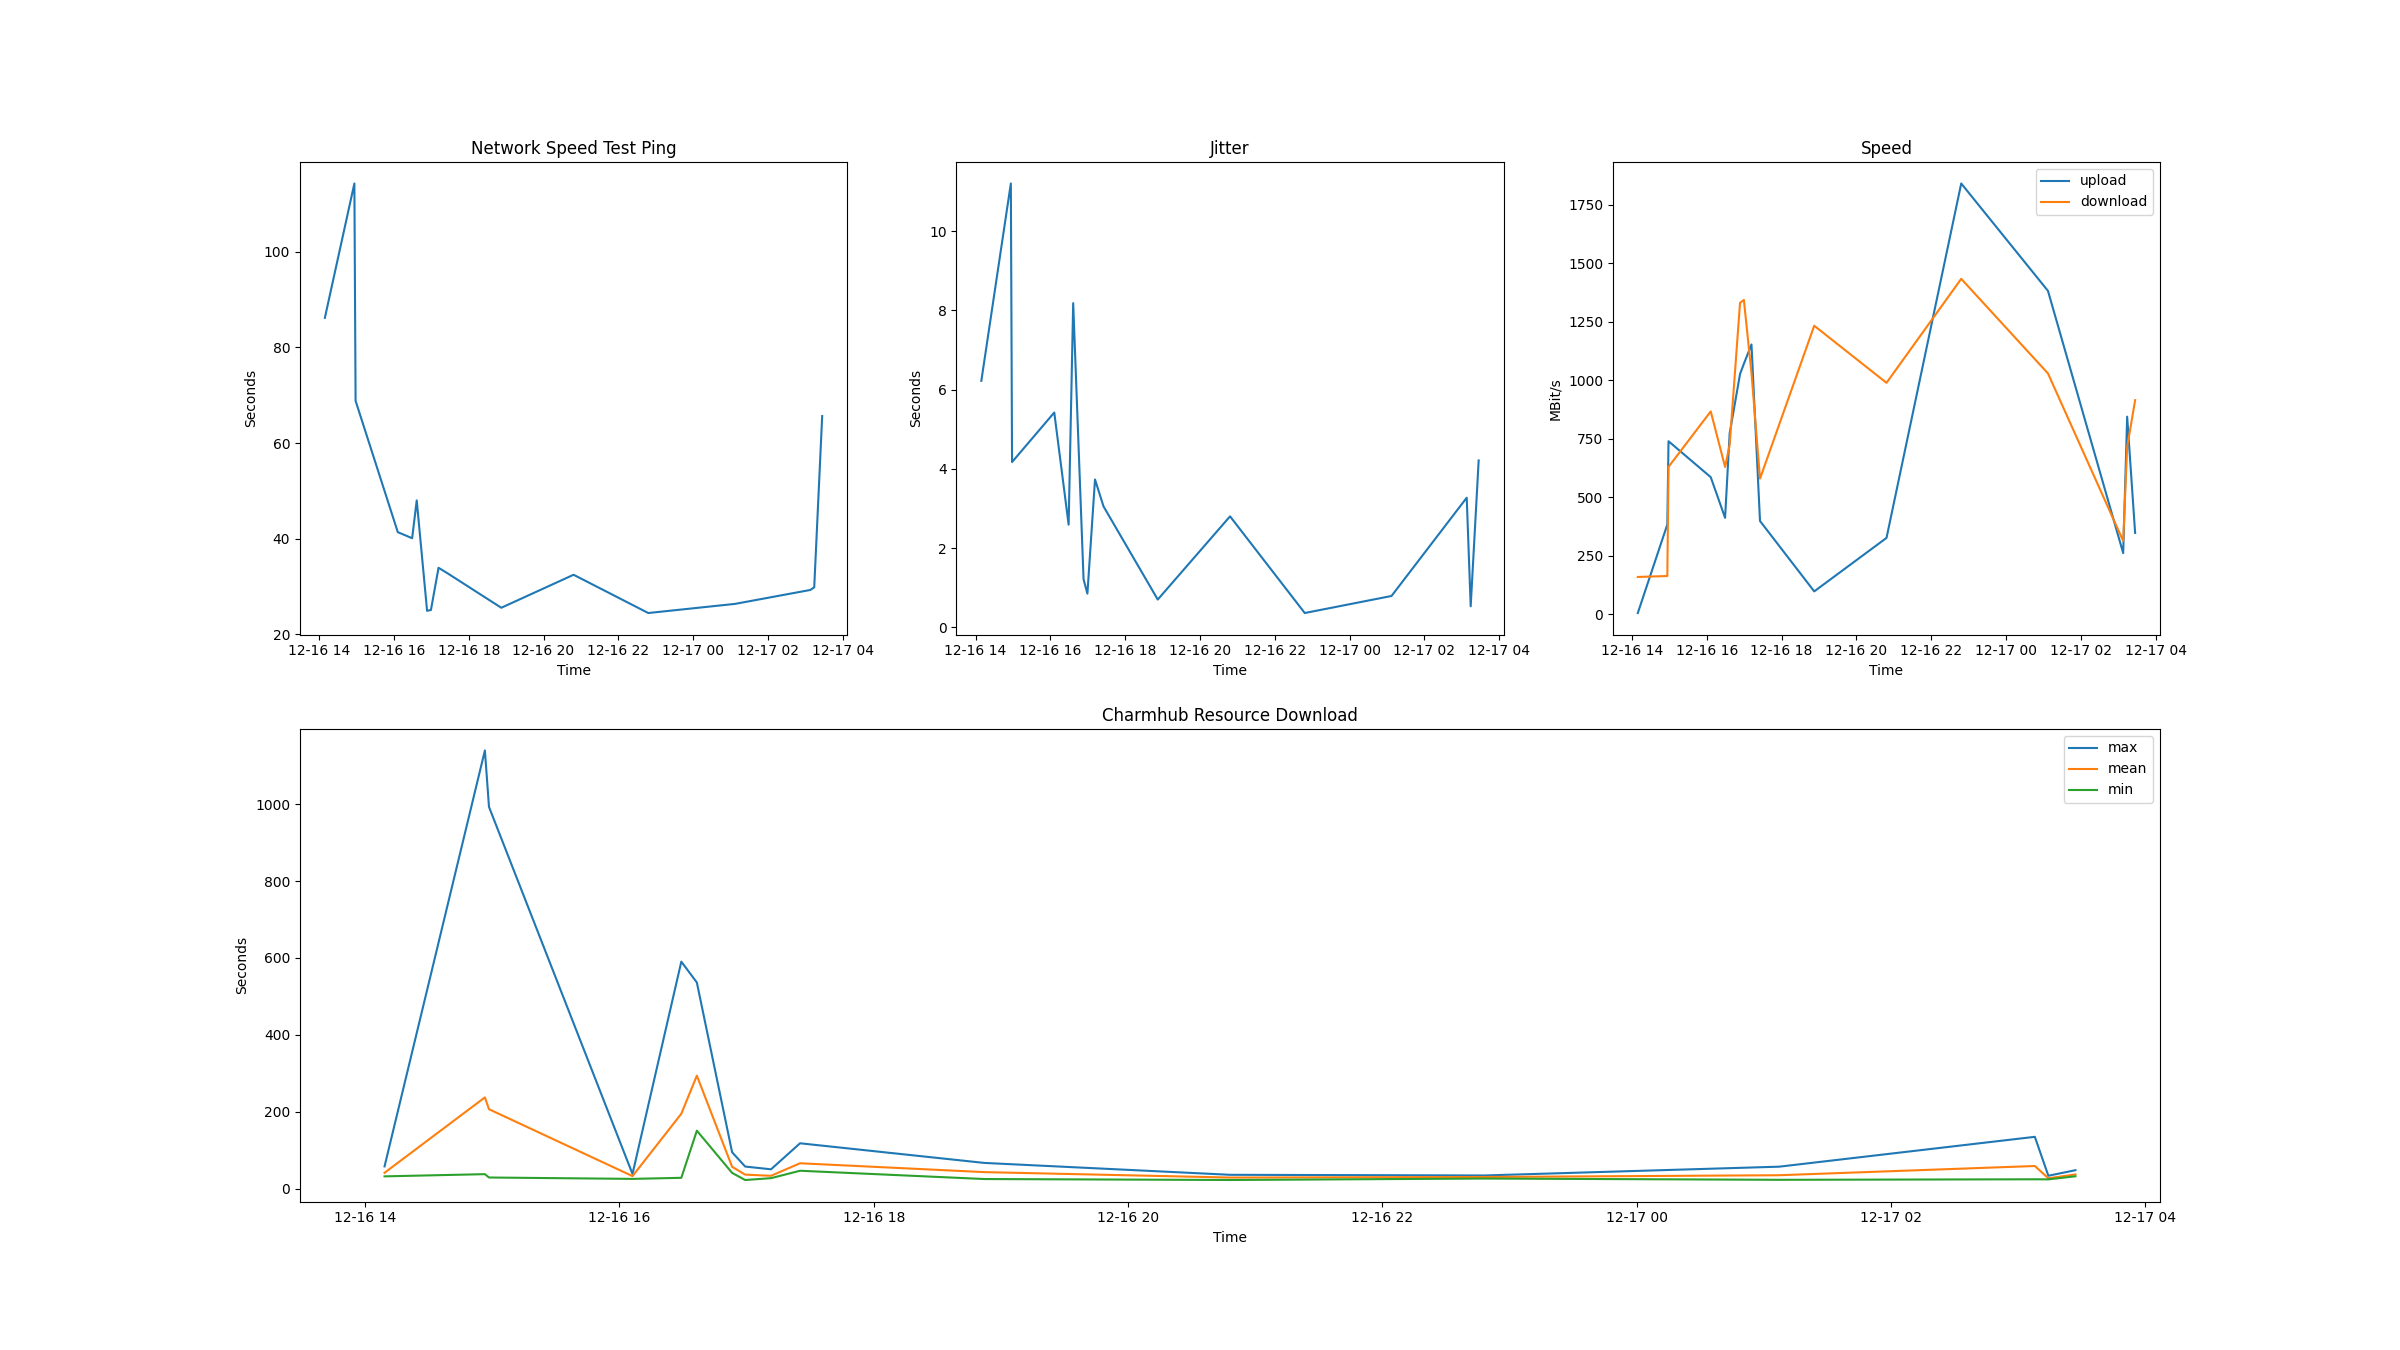 Network Speed Test Ping
Seconds
100
80
60
40
20
12-16 14 12-16 16 12-16 18 12-16 20 12-16 22 12-17 00 12-17 02 12-17 04
Time
Jitter
Seconds
10
8
6
4
2
0
12-16 14 12-16 16 12-16 18 12-16 20 12-16 22 12-17 00 12-17 02 12-17 04
Time
Speed
upload
download
MBit/s
1750
1500
1250
1000
750
500
250
0
12-16 14 12-16 16 12-16 18 12-16 20 12-16 22 12-17 00 12-17 02 12-17 04
Time
Charmhub Resource Download
max
mean
min
Seconds
1000
800
600
400
200
0
12-16 14 12-16 16 12-16 18 12-16 20 12-16 22 12-17 00 12-17 02 12-17 04
Time